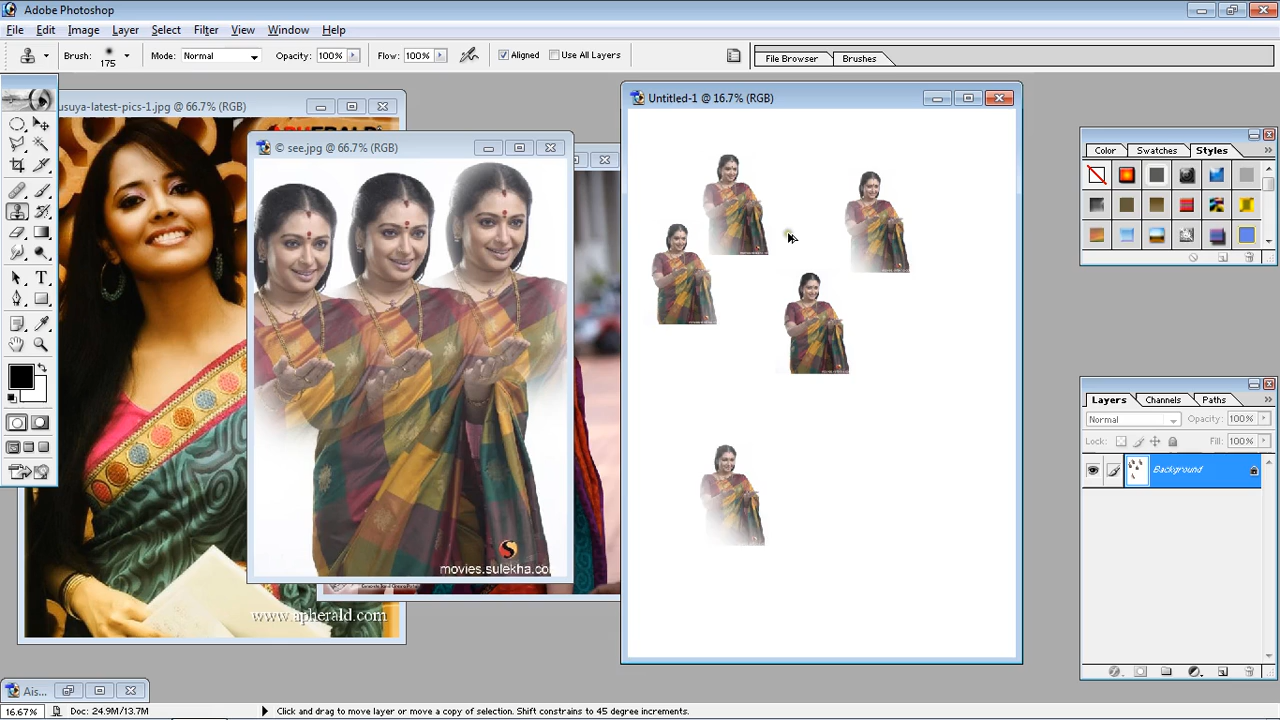 Adobe Photoshop
File Edit Image Layer Select Filter View Window Help
Brush: 175 Mode: Normal Opacity: 100% Flow: 100% Aligned Use All Layers File Browser Brushes
usuya-latest-pics-1.jpg @ 66.7% (RGB)
© see.jpg @ 66.7% (RGB)
Untitled-1 @ 16.7% (RGB)
Color Swatches Styles
movies.sulekha.com
www.apherald.com
Layers Channels Paths
Normal Opacity: 100%
Lock: Fill: 100%
Background
Ais...
16.67% Doc: 24.9M/13.7M Click and drag to move layer or move a copy of selection. Shift constrains to 45 degree increments.